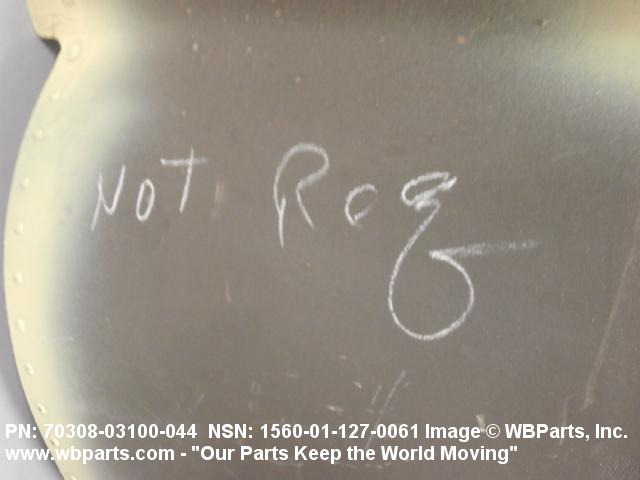 NOT Req
PN: 70308-03100-044 NSN: 1560-01-127-0061 Image © WBParts, Inc.
www.wbparts.com - "Our Parts Keep the World Moving"